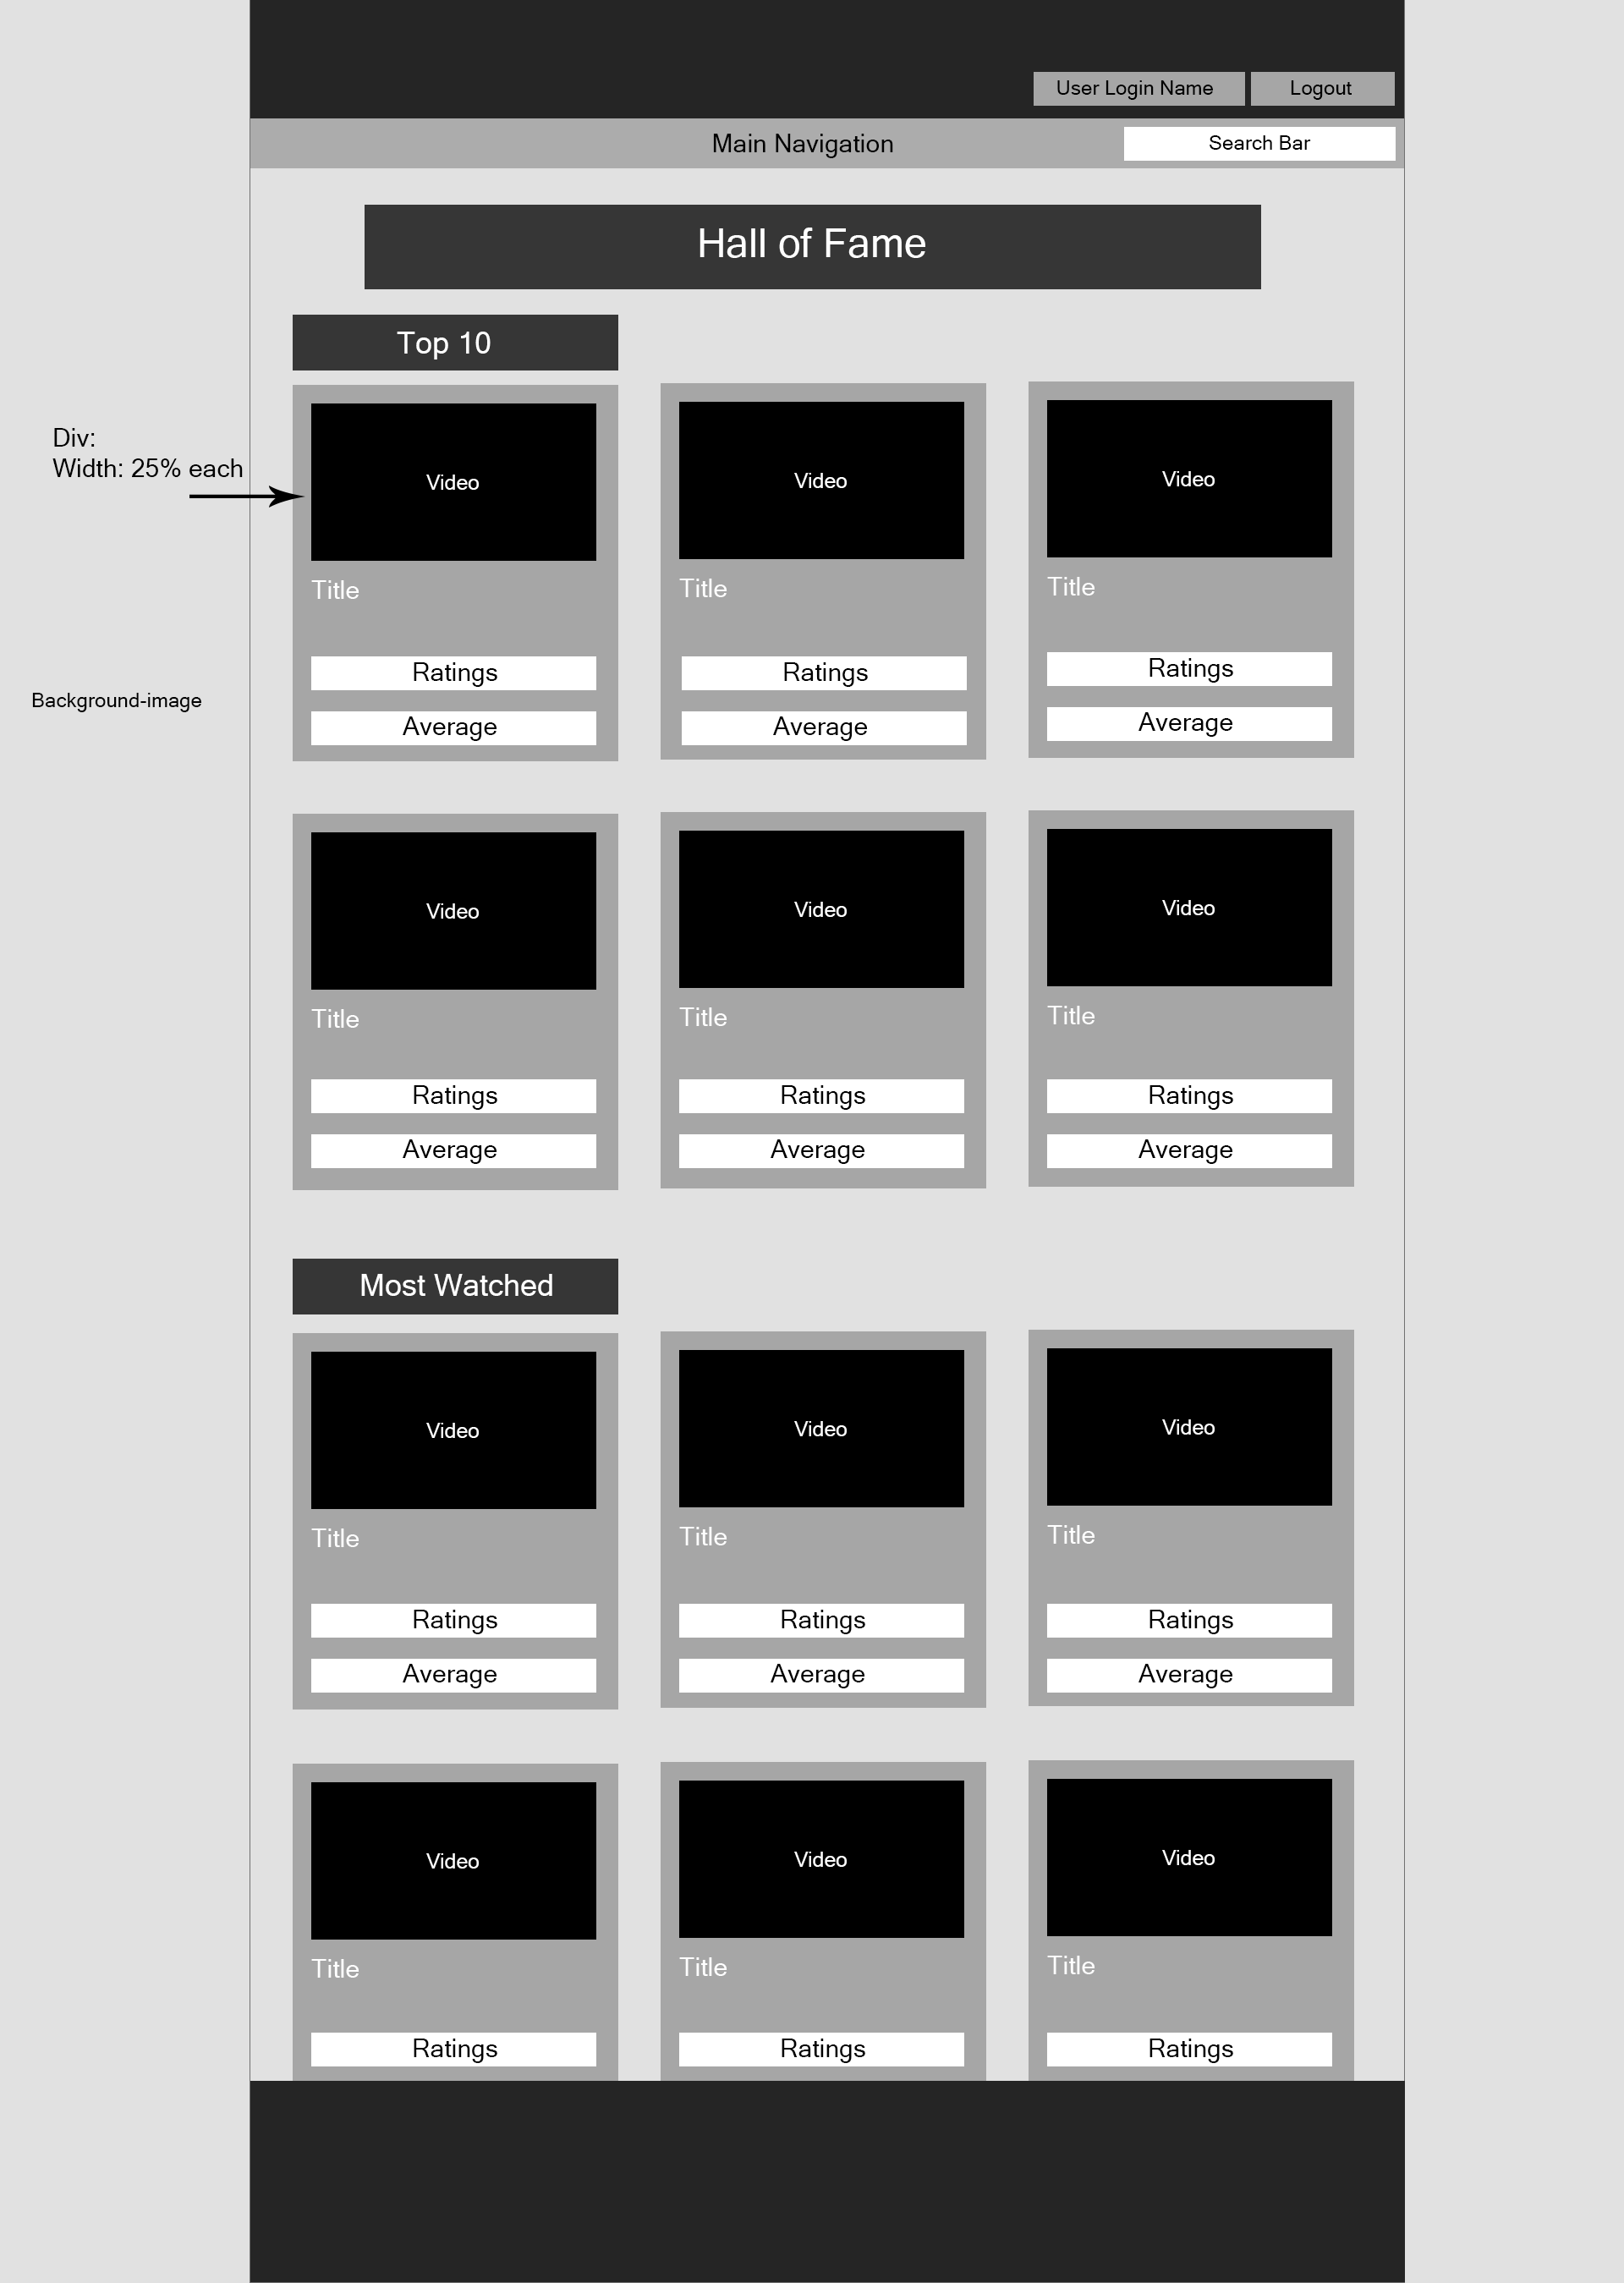 User Login Name
Logout
Main Navigation
Search Bar
Hall of Fame
Top 10
Div:
Width: 25% each
Video
Video
Video
Title
Title
Title
Ratings
Ratings
Ratings
Background-image
Average
Average
Average
Video
Video
Video
Title
Title
Title
Ratings
Ratings
Ratings
Average
Average
Average
Most Watched
Video
Video
Video
Title
Title
Title
Ratings
Ratings
Ratings
Average
Average
Average
Video
Video
Video
Title
Title
Title
Ratings
Ratings
Ratings